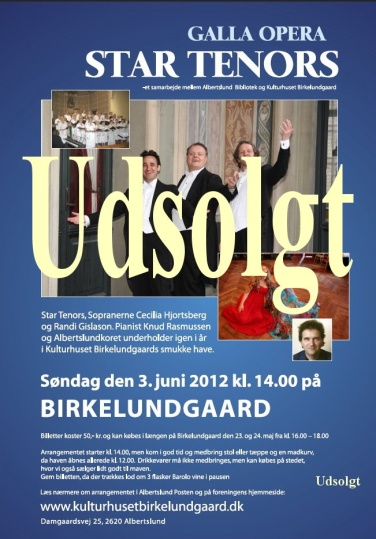 GALLA OPERA
STAR TENORS
-et samarbejde mellem Albertslund Bibliotek og Kulturhuset Birkelundgaard
Udsolgt
Star Tenors, Sopranerne Cecilia Hjortsberg
og Randi Gislason. Pianist Knud Rasmussen
og Albertslundkoret underholder igen i år
i Kulturhuset Birkelundgaards smukke have.
Søndag den 3. juni 2012 kl. 14.00 på
BIRKELUNDGAARD
Billetter koster 50,- kr. og kan købes i længen på Birkelundgaard den 23. og 24. maj fra kl. 16.00 – 18.00
Arrangementet starter kl. 14.00, men kom i god tid og medbring stol eller tæppe og en madkurv,
da haven åbnes allerede kl. 12.00. Drikkevarer må ikke medbringes, men kan købes på stedet,
hvor vi også sælger lidt godt til maven.
Gem billetten, da der trækkes lod om 3 flasker Barolo vine i pausen
Udsolgt
Læs nærmere om arrangementet i Albertslund Posten og på foreningens hjemmeside:
www.kulturhusetbirkelundgaard.dk
Damgaardsvej 25, 2620 Albertslund